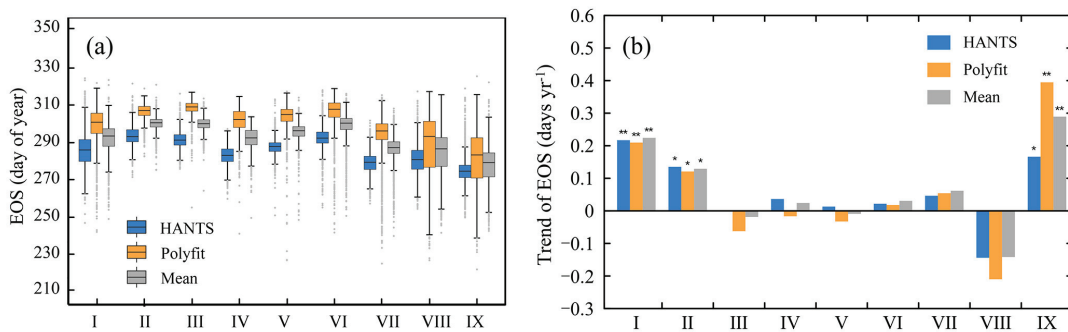 (a)
EOS (day of year)
350
330
310
290
270
250
230
210
HANTS
Polyfit
Mean
I II III IV V VI VII VIII IX
(b)
Trend of EOS (days yr⁻¹)
0.6
0.5
0.4
0.3
0.2
0.1
0
−0.1
−0.2
−0.3
HANTS
Polyfit
Mean
** ** **
* * *
* ** **
I II III IV V VI VII VIII IX